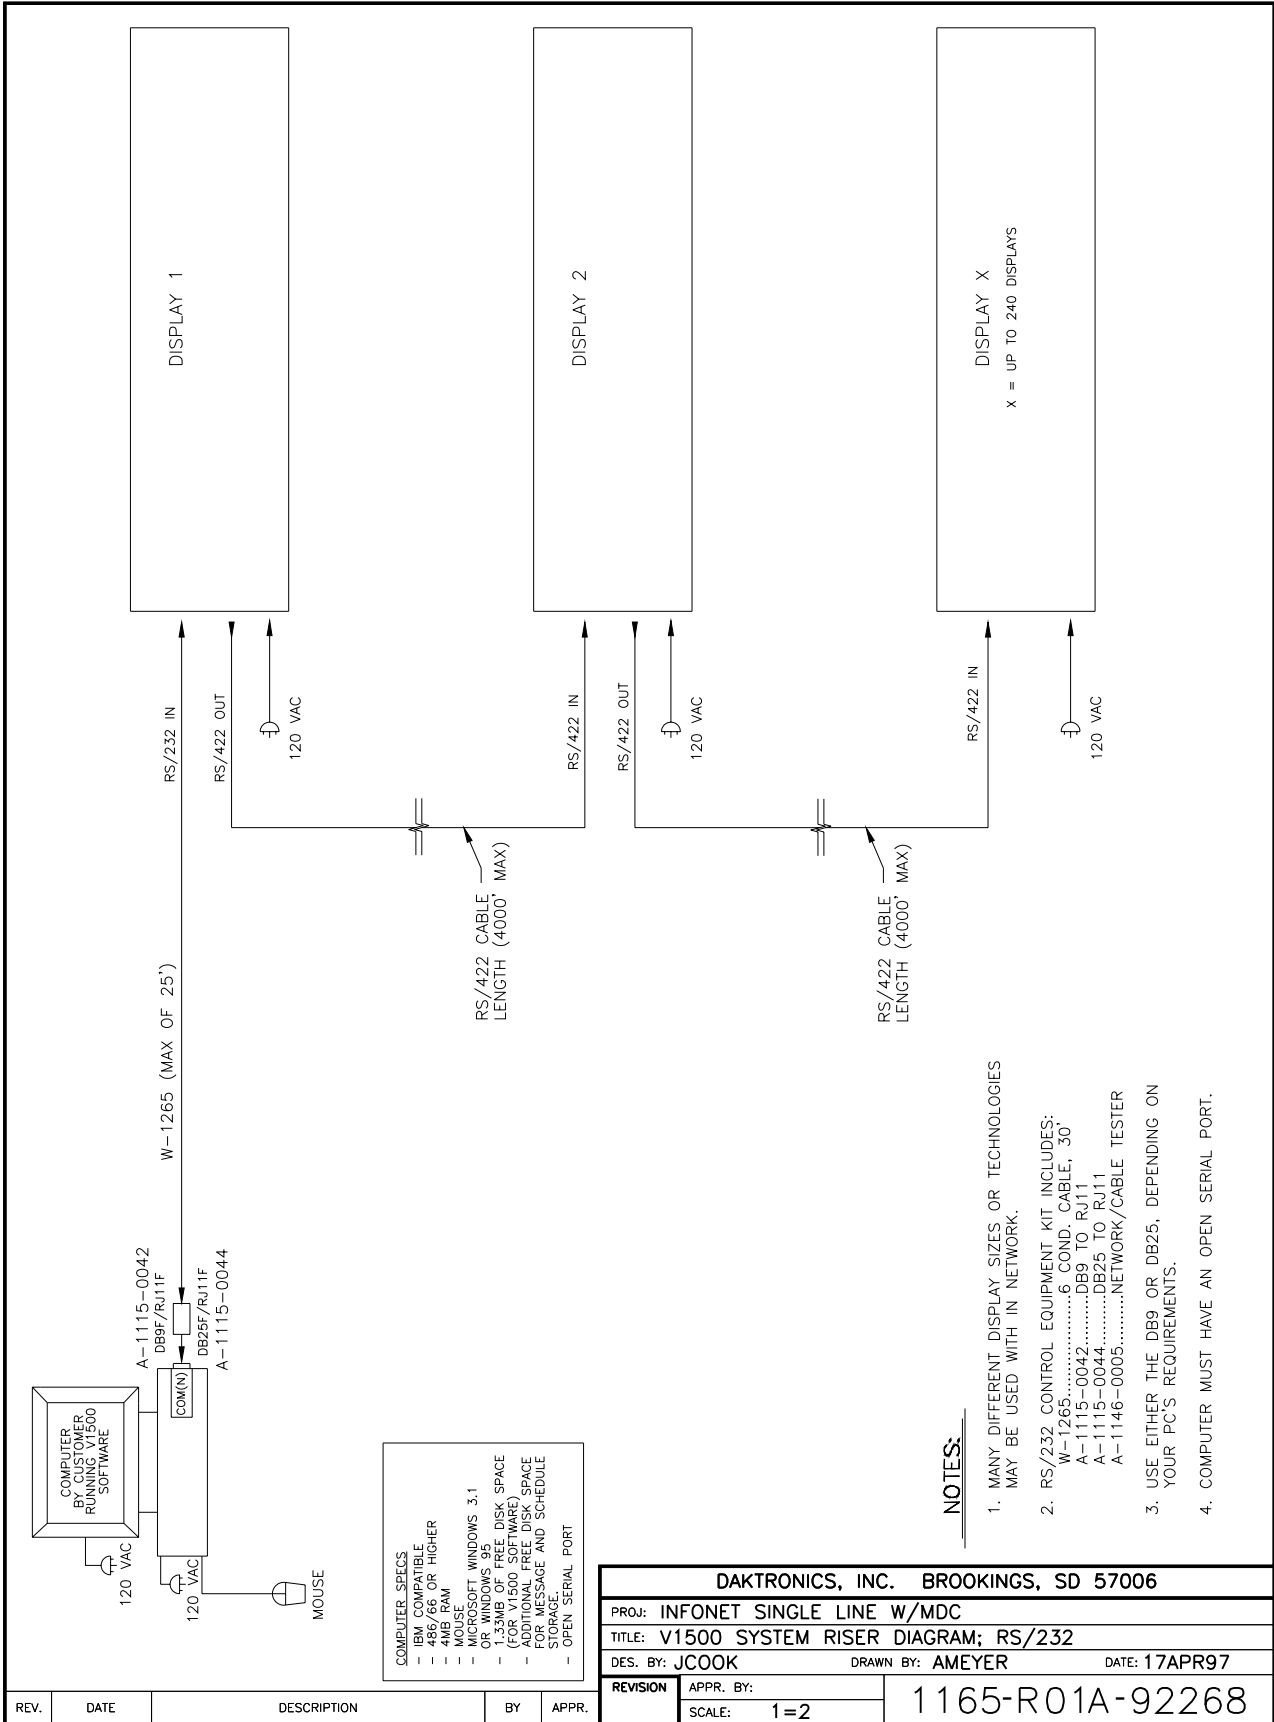 COMPUTER
BY CUSTOMER
RUNNING V1500
SOFTWARE
120 VAC
120 VAC
MOUSE
COM(N)
A-1115-0042
DB9F/RJ11F
DB25F/RJ11F
A-1115-0044
W-1265 (MAX OF 25')
RS/232 IN
RS/422 OUT
120 VAC
DISPLAY 1
RS/422 CABLE
LENGTH (4000' MAX)
RS/422 IN
RS/422 OUT
120 VAC
DISPLAY 2
RS/422 CABLE
LENGTH (4000' MAX)
RS/422 IN
120 VAC
DISPLAY X
X = UP TO 240 DISPLAYS
COMPUTER SPECS
- IBM COMPATIBLE
- 486/66 OR HIGHER
- 4MB RAM
- MOUSE
- MICROSOFT WINDOWS 3.1
OR WINDOWS 95
- 1.33MB OF FREE DISK SPACE
(FOR V1500 SOFTWARE)
- ADDITIONAL FREE DISK SPACE
FOR MESSAGE AND SCHEDULE
STORAGE.
- OPEN SERIAL PORT
NOTES:
1. MANY DIFFERENT DISPLAY SIZES OR TECHNOLOGIES
MAY BE USED WITH IN NETWORK.
2. RS/232 CONTROL EQUIPMENT KIT INCLUDES:
W-1265..................6 COND. CABLE, 30'
A-1115-0042.........DB9 TO RJ11
A-1115-0044.........DB25 TO RJ11
A-1146-0005.........NETWORK/CABLE TESTER
3. USE EITHER THE DB9 OR DB25, DEPENDING ON
YOUR PC'S REQUIREMENTS.
4. COMPUTER MUST HAVE AN OPEN SERIAL PORT.
DAKTRONICS, INC. BROOKINGS, SD 57006
PROJ: INFONET SINGLE LINE W/MDC
TITLE: V1500 SYSTEM RISER DIAGRAM; RS/232
DES. BY: JCOOK DRAWN BY: AMEYER DATE: 17APR97
REVISION APPR. BY:
SCALE: 1=2
1165-R01A-92268
REV. DATE DESCRIPTION BY APPR.